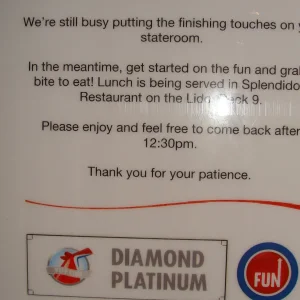 We're still busy putting the finishing touches on
stateroom.
In the meantime, get started on the fun and
bite to eat! Lunch is being served in Splendido
Restaurant on the Lido Deck 9.
Please enjoy and feel free to come back after
12:30pm.
Thank you for your patience.
DIAMOND
PLATINUM
FUN